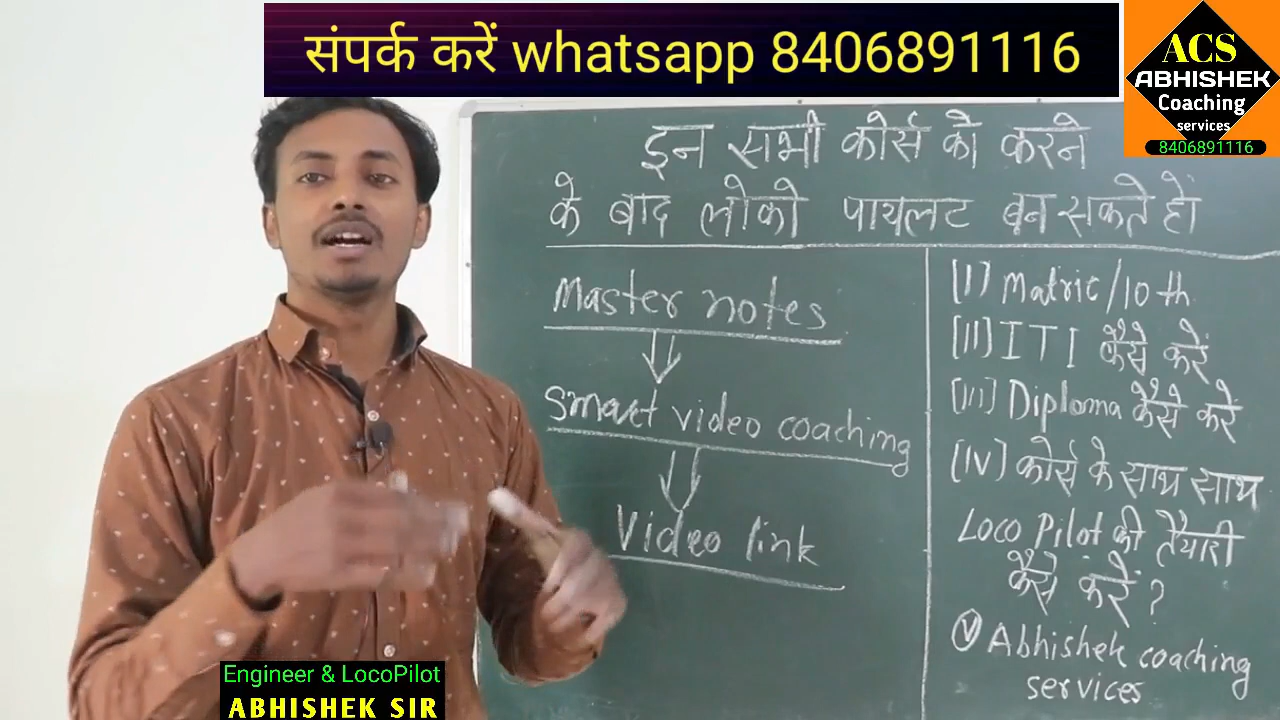 संपर्क करें whatsapp 8406891116
ACS
ABHISHEK
Coaching
services
8406891116
इन सभी कोर्स को करने
के बाद लोको पायलट बन सकते हो
Master notes
Smart video coaching
Video link
[I] Matric/10th
[II] ITI कैसे करें
[III] Diploma कैसे करें
[IV] कोर्स के साथ साथ
Loco Pilot की तैयारी
कैसे करें ?
(V) Abhishek coaching
services
Engineer & LocoPilot
ABHISHEK SIR